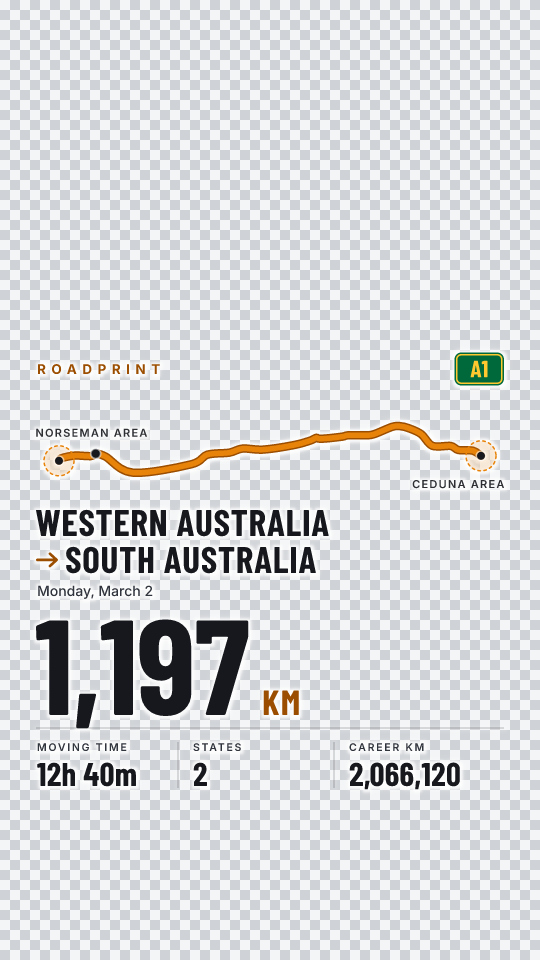 ROADPRINT
A1
NORSEMAN AREA
CEDUNA AREA
WESTERN AUSTRALIA
→ SOUTH AUSTRALIA
Monday, March 2
1,197 KM
MOVING TIME STATES CAREER KM
12h 40m 2 2,066,120